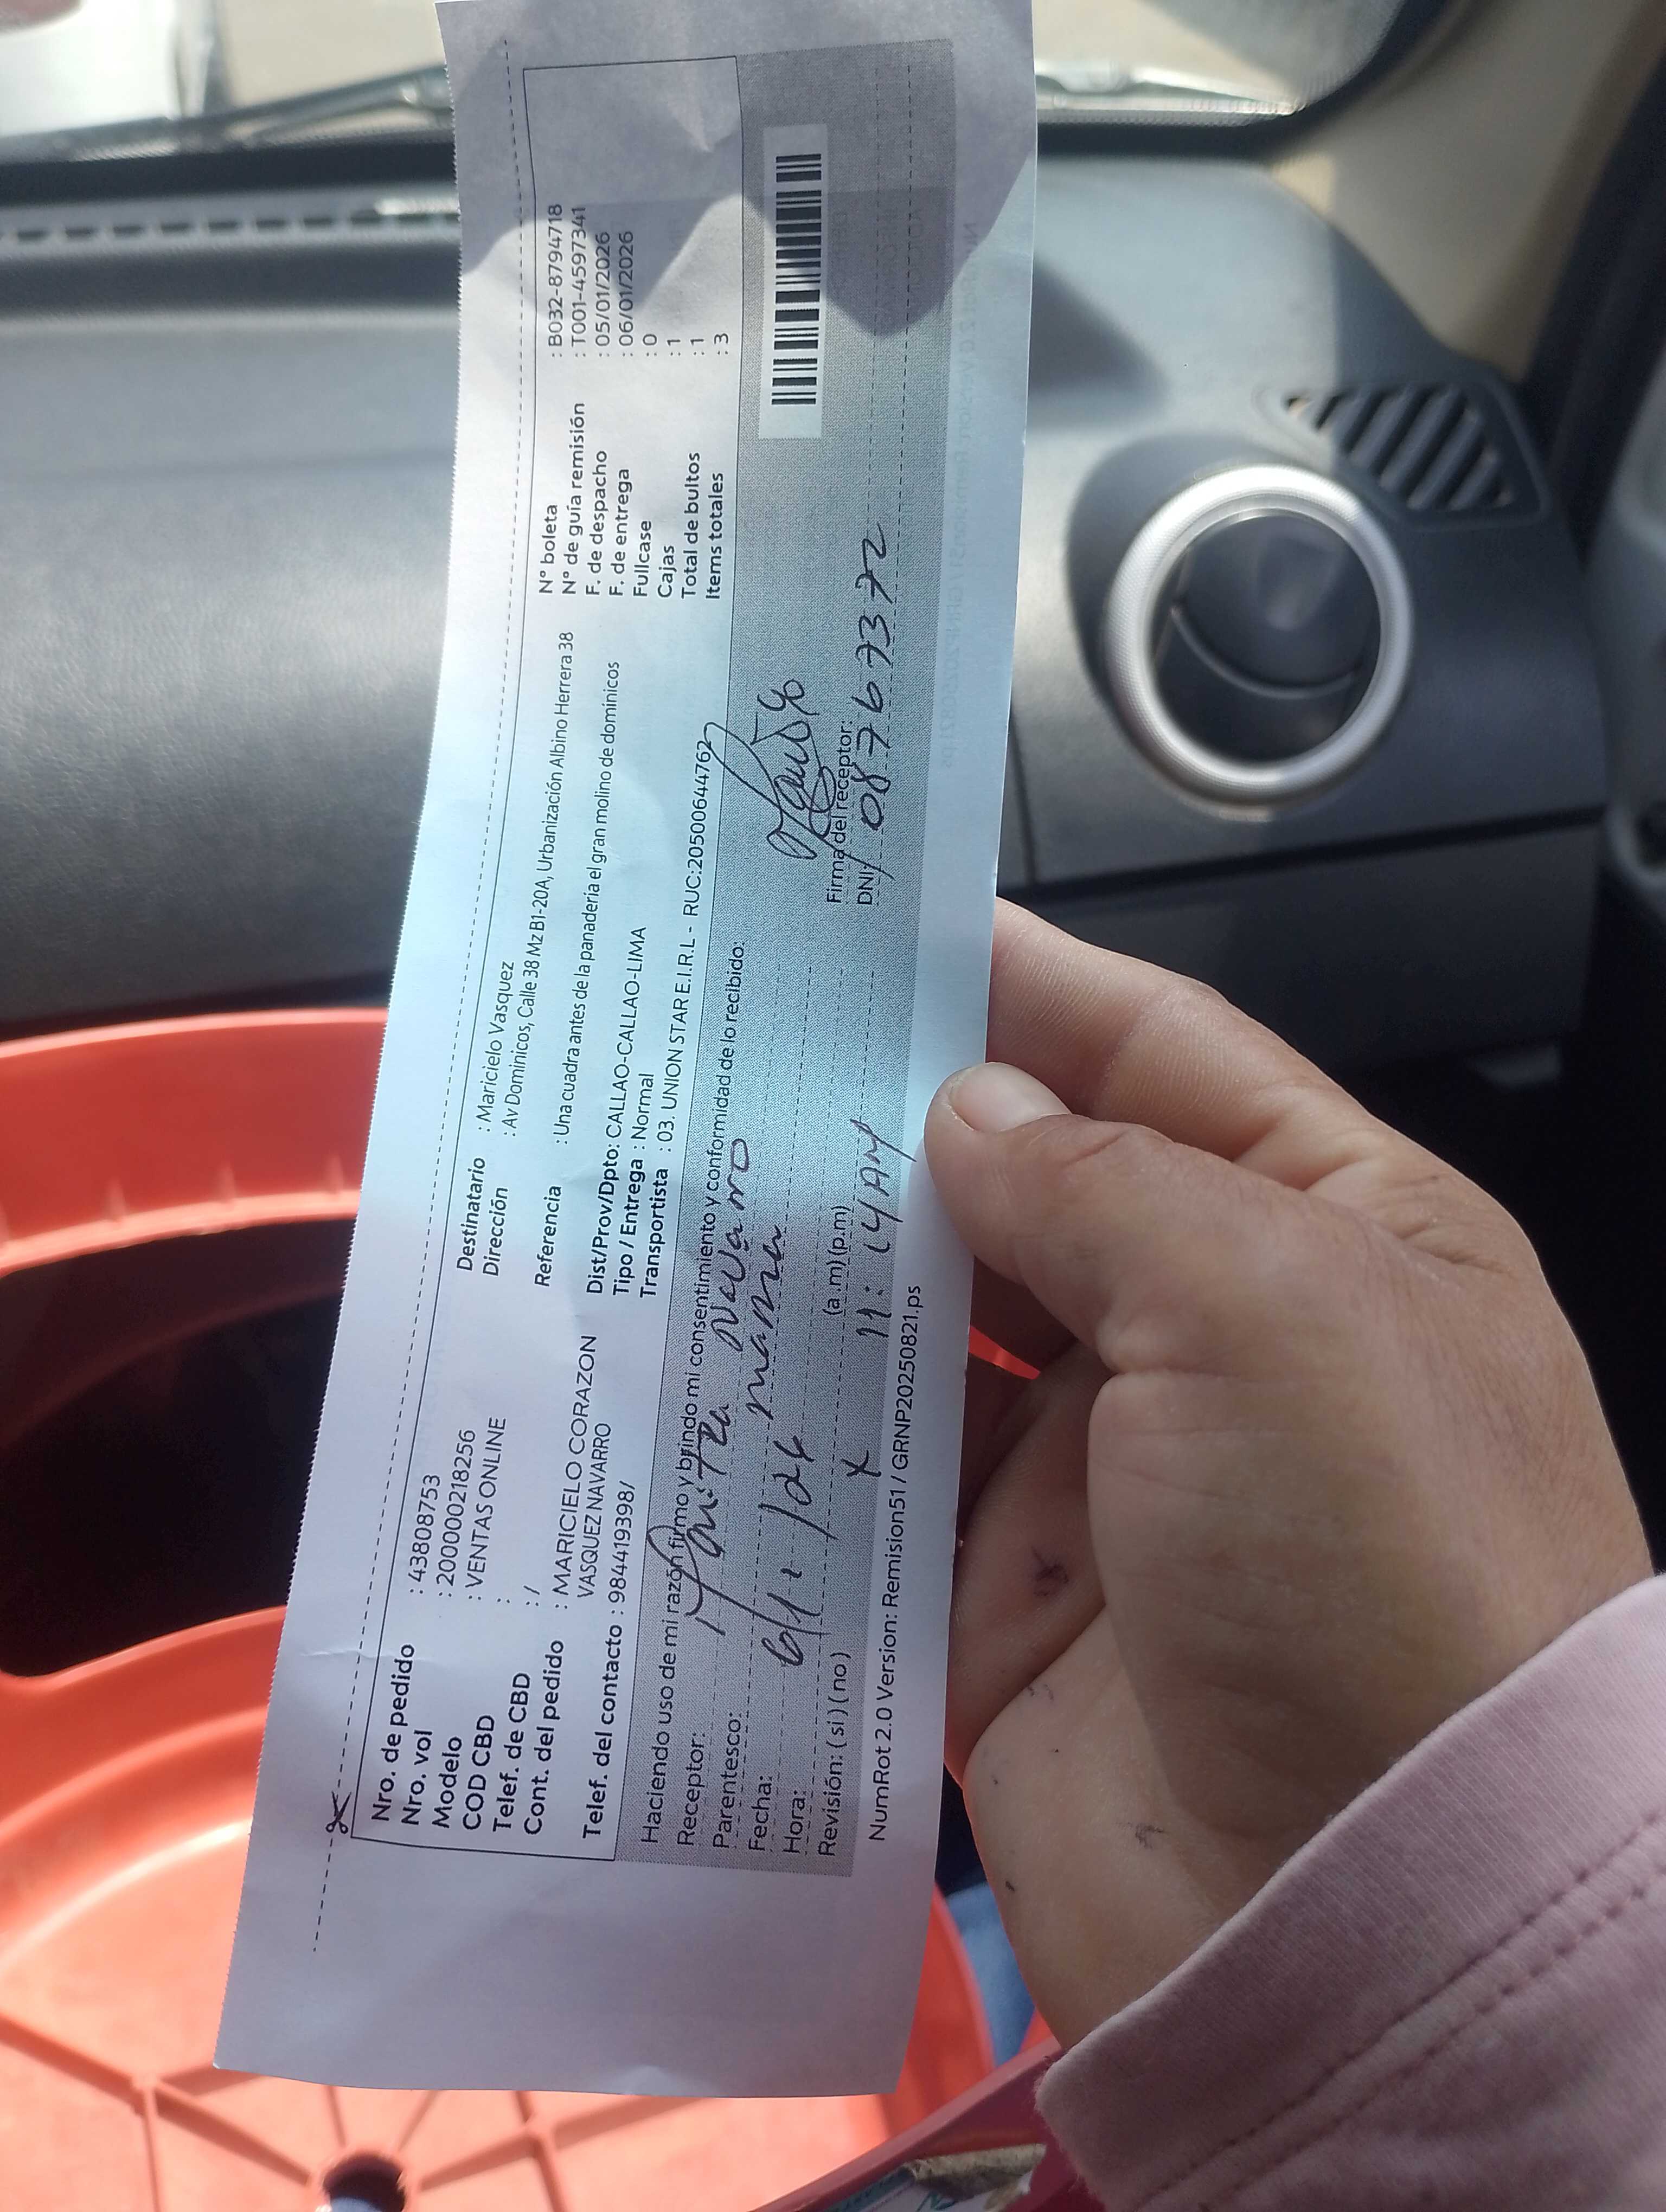 Nro. de pedido : 43808753
Nro. vol : 2000000218256
Modelo : VENTAS ONLINE
COD CBD :
Telef. de CBD : /
Cont. del pedido : MARICIELO CORAZON
VASQUEZ NAVARRO
Telef. del contacto : 984419398/
Destinatario : Maricielo Vasquez
Dirección : Av Dominicos, Calle 38 Mz B1-20A, Urbanización Albino Herrera 38
Referencia : Una cuadra antes de la panaderia el gran molino de dominicos
Dist/Prov/Dpto: CALLAO-CALLAO-LIMA
Tipo / Entrega : Normal
Transportista : 03. UNION STAR E.I.R.L - RUC:20500644762
N° boleta : B032-8794718
N° de guía remisión : T001-4597341
F. de despacho : 05/01/2026
F. de entrega : 06/01/2026
Fullcase : 0
Cajas : 1
Total de bultos : 1
Items totales : 3
Haciendo uso de mi razón firmo y brindo mi consentimiento y conformidad de lo recibido.
Receptor:
Parentesco: mama
Fecha: 6/1/26
Hora: (a.m)(p.m) 11:14 AM
Revisión: (si)(no) x
Firma del receptor:
DNI: 08767372
NumRot 2.0 Version: Remision51 / GRNP20250821.ps